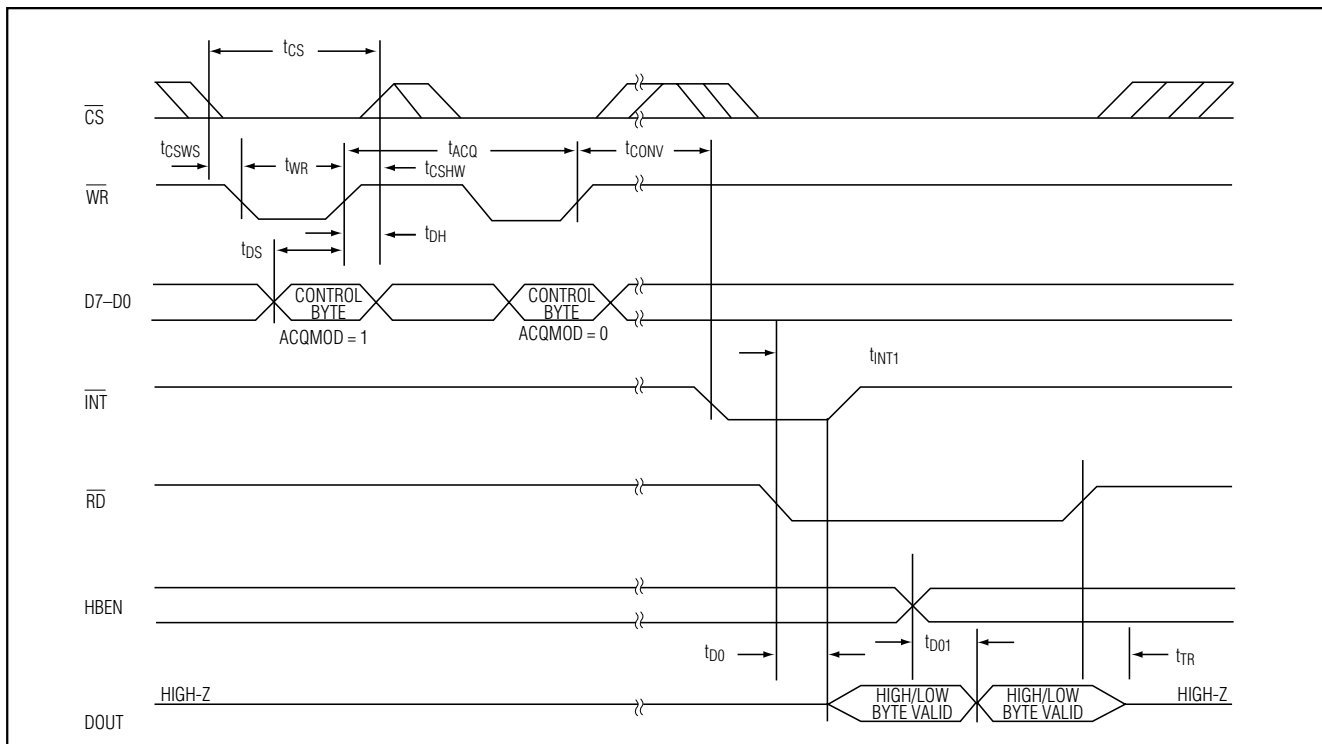 tCS
CS
tCSWS
tWR
tACQ
tCSHW
tCONV
WR
tDS
tDH
D7–D0
CONTROL
BYTE
ACQMOD = 1
CONTROL
BYTE
ACQMOD = 0
tINT1
INT
RD
HBEN
tD0
tD01
tTR
HIGH-Z
HIGH/LOW
BYTE VALID
HIGH/LOW
BYTE VALID
HIGH-Z
DOUT